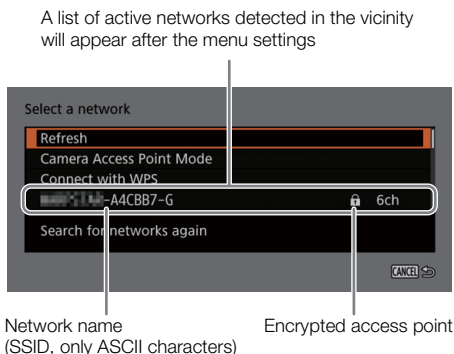 A list of active networks detected in the vicinity
will appear after the menu settings
Select a network
Refresh
Camera Access Point Mode
Connect with WPS
-A4CBB7-G 6ch
Search for networks again
CANCEL
Network name
(SSID, only ASCII characters)
Encrypted access point